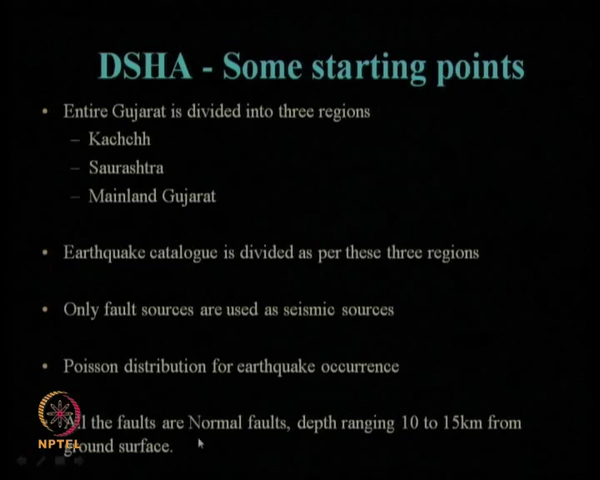 DSHA - Some starting points
• Entire Gujarat is divided into three regions
– Kachchh
– Saurashtra
– Mainland Gujarat
• Earthquake catalogue is divided as per these three regions
• Only fault sources are used as seismic sources
• Poisson distribution for earthquake occurrence
All the faults are Normal faults, depth ranging 10 to 15km from
ground surface.
NPTEL